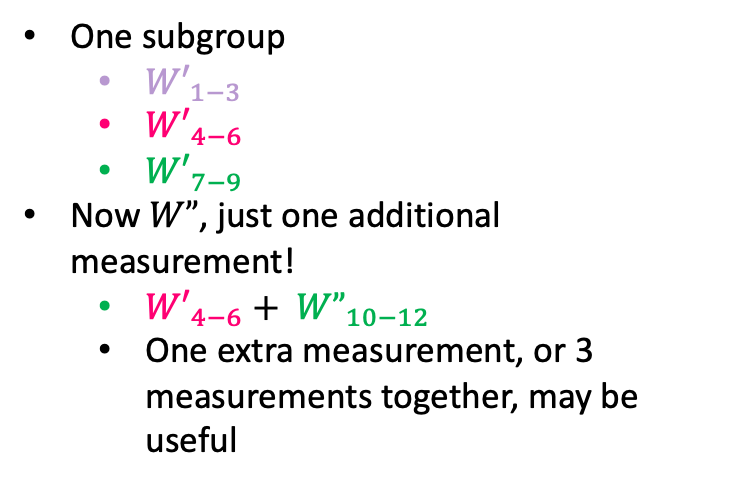 • One subgroup
• W′₁₋₃
• W′₄₋₆
• W′₇₋₉
• Now W”, just one additional
measurement!
• W′₄₋₆ + W”₁₀₋₁₂
• One extra measurement, or 3
measurements together, may be
useful